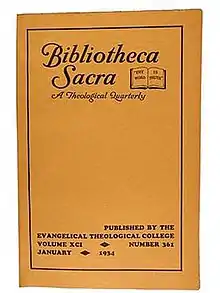 Bibliotheca
Sacra
THY WORD IS TRUTH
A Theological Quarterly
PUBLISHED BY THE
EVANGELICAL THEOLOGICAL COLLEGE
VOLUME XCI NUMBER 361
JANUARY 1934